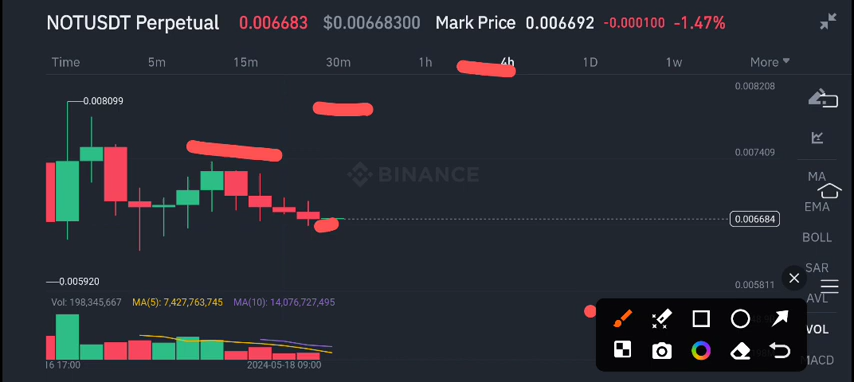 NOTUSDT Perpetual 0.006683 $0.00668300 Mark Price 0.006692 -0.000100 -1.47%
Time 5m 15m 30m 1h 4h 1D 1w More
0.008208
0.008099
0.007409
BINANCE
MA
EMA
0.006684
BOLL
SAR
0.005920
0.005811
AVL
Vol: 198,345,667 MA(5): 7,427,763,745 MA(10): 14,076,727,495
VOL
MACD
16 17:00 2024-05-18 09:00